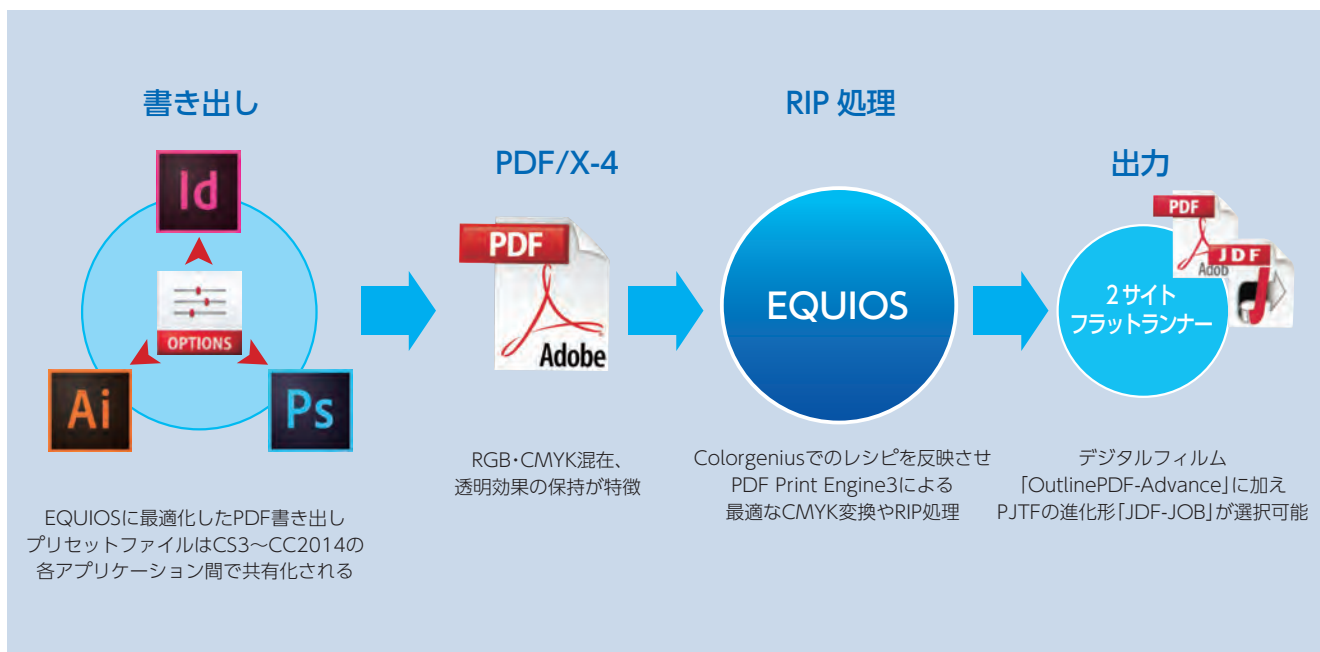 書き出し
Id
OPTIONS
Ai
Ps
EQUIOSに最適化したPDF書き出し
プリセットファイルはCS3〜CC2014の
各アプリケーション間で共有化される
PDF/X-4
PDF
Adobe
RGB・CMYK混在、
透明効果の保持が特徴
RIP 処理
EQUIOS
Colorgeniusでのレシピを反映させ
PDF Print Engine3による
最適なCMYK変換やRIP処理
出力
PDF
Adob
JDF
2サイト
フラットランナー
デジタルフィルム
「OutlinePDF-Advance」に加え
PJTFの進化形「JDF-JOB」が選択可能